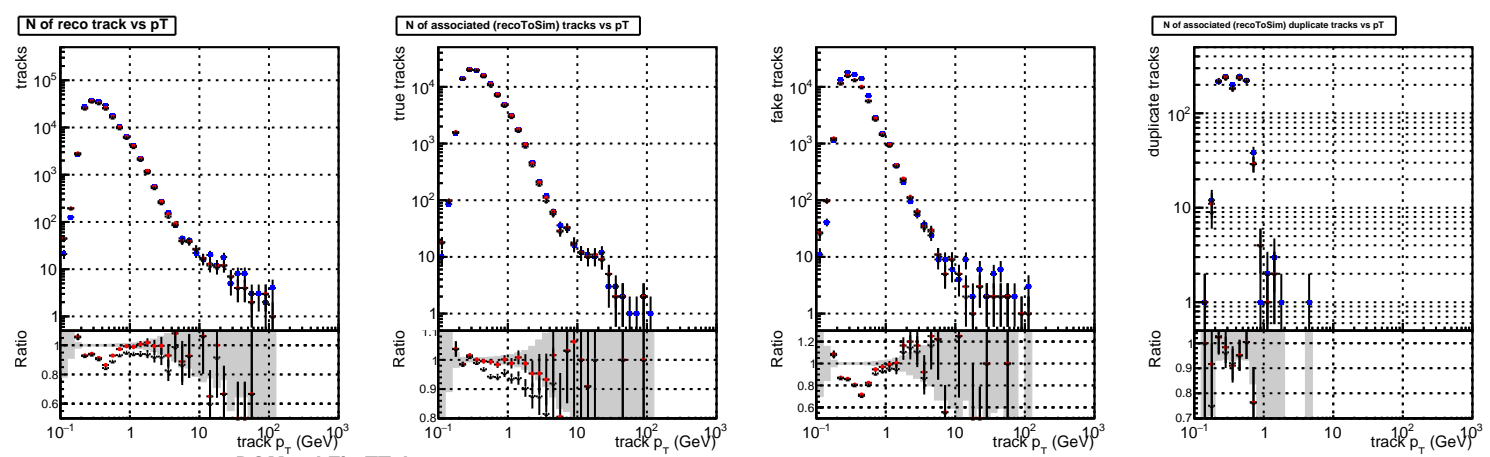 N of reco track vs pT
N of associated (recoToSim) tracks vs pT
N of associated (recoToSim) duplicate tracks vs pT
tracks
10^5
10^4
10^3
10^2
10
1
Ratio
1
0.8
0.6
10^-1 1 10 10^2 10^3
track p_T (GeV)
true tracks
10^4
10^3
10^2
10
1
Ratio
1.1
1
0.9
0.8
10^-1 1 10 10^2 10^3
track p_T (GeV)
fake tracks
10^4
10^3
10^2
10
1
Ratio
1.2
1
0.8
0.6
10^-1 1 10 10^2 10^3
track p_T (GeV)
duplicate tracks
10^2
10
1
Ratio
1
0.9
0.8
0.7
10^-1 1 10 10^2 10^3
track p_T (GeV)